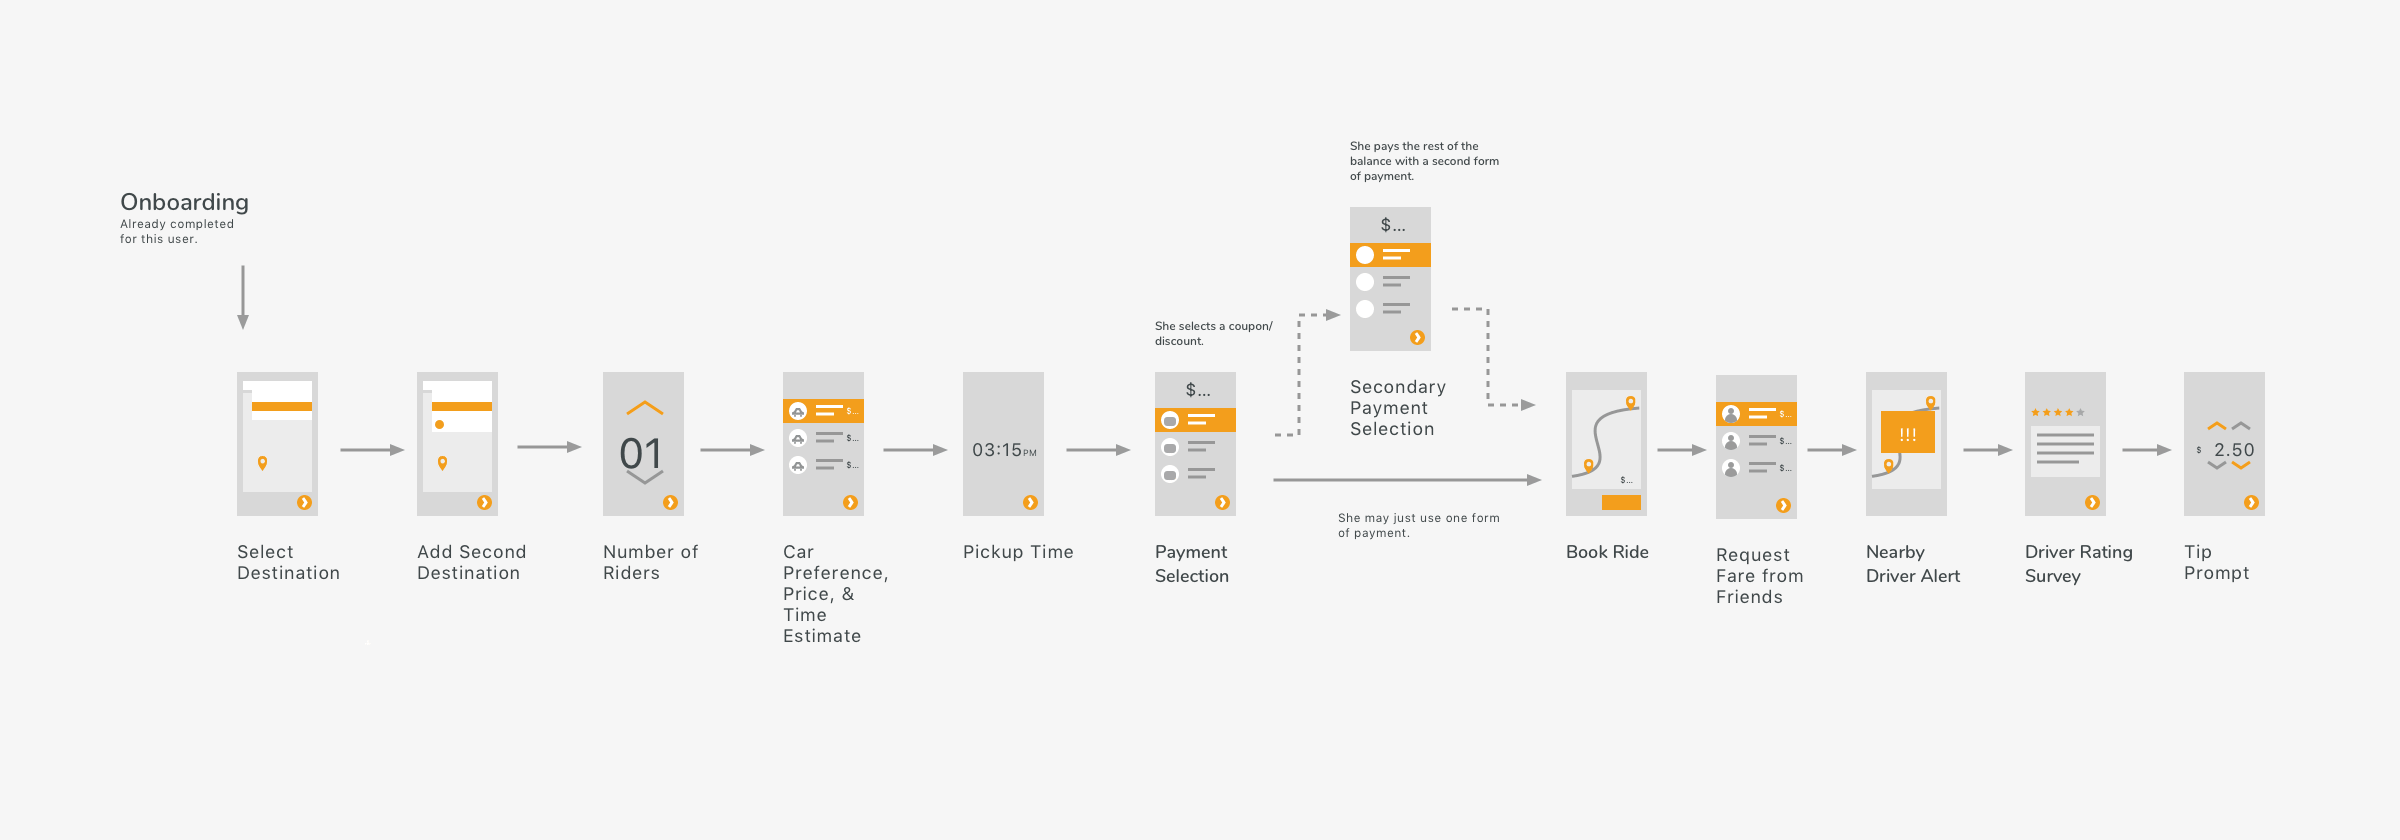 Onboarding
Already completed
for this user.
She pays the rest of the
balance with a second form
of payment.
$...
She selects a coupon/
discount.
Secondary
Payment
Selection
01
$...
$...
$...
03:15PM
$...
She may just use one form
of payment.
$...
$...
$...
$...
!!!
$ 2.50
Select
Destination
Add Second
Destination
Number of
Riders
Car
Preference,
Price, &
Time
Estimate
Pickup Time
Payment
Selection
Book Ride
Request
Fare from
Friends
Nearby
Driver Alert
Driver Rating
Survey
Tip
Prompt